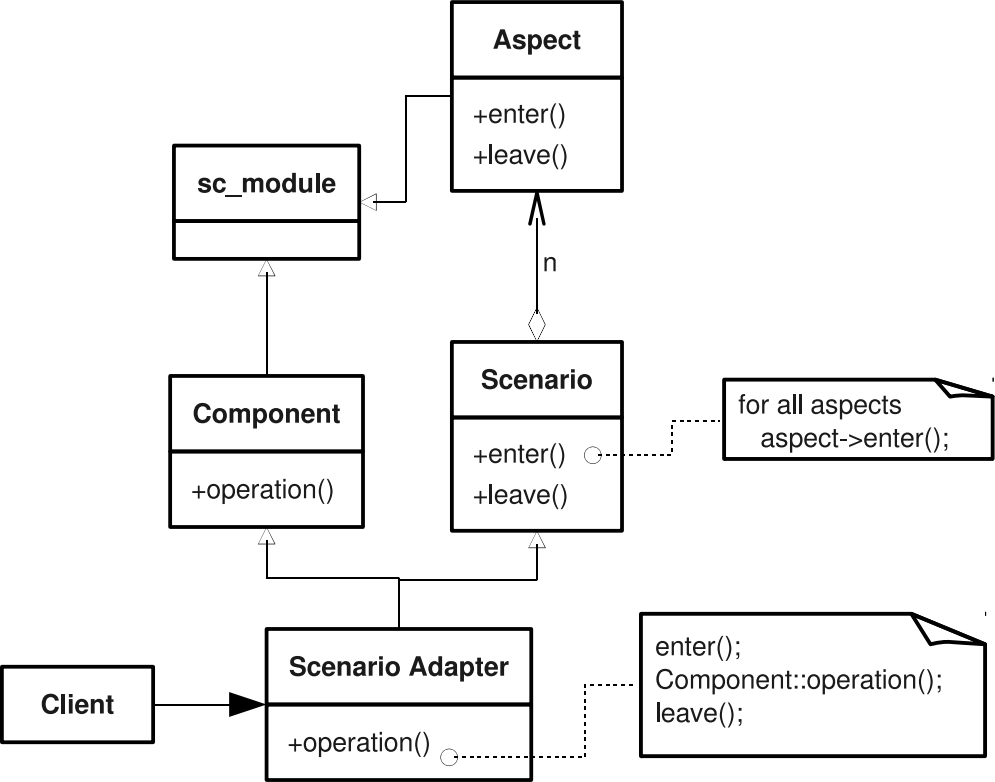 Aspect
+enter()
+leave()
sc_module
n
Scenario
+enter()
+leave()
for all aspects
aspect->enter();
Component
+operation()
Scenario Adapter
+operation()
enter();
Component::operation();
leave();
Client